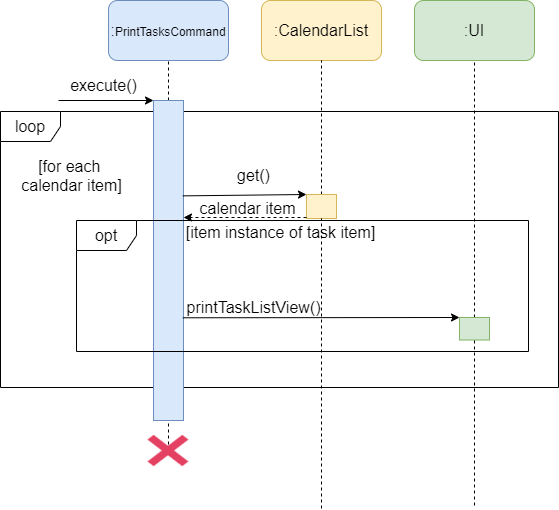 :PrintTasksCommand
:CalendarList
:UI
execute()
loop
[for each
calendar item]
get()
calendar item
opt
[item instance of task item]
printTaskListView()